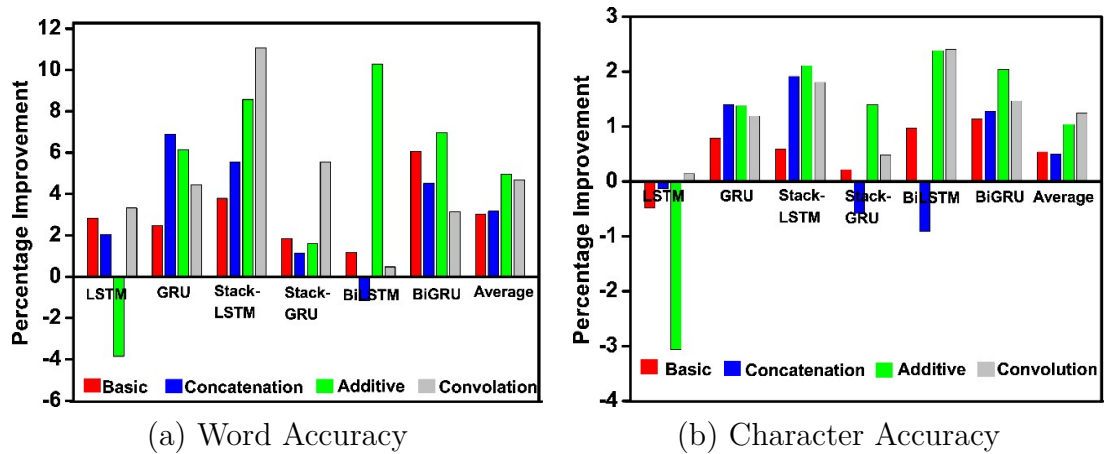 Percentage Improvement
12
10
8
6
4
2
0
-2
-4
-6
LSTM GRU Stack-LSTM Stack-GRU BiLSTM BiGRU Average
Basic Concatenation Additive Convolation
(a) Word Accuracy
Percentage Improvement
3
2
1
0
-1
-2
-3
-4
LSTM GRU Stack-LSTM Stack-GRU BiLSTM BiGRU Average
Basic Concatenation Additive Convolution
(b) Character Accuracy